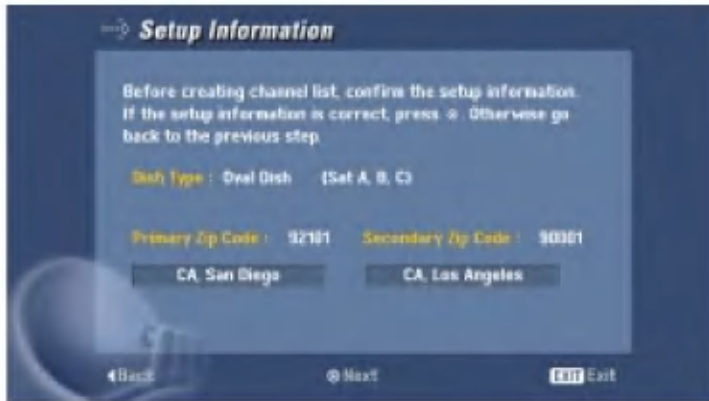 Setup Information
Before creating channel list, confirm the setup information.
If the setup information is correct, press ⊙. Otherwise go
back to the previous step.
Dish Type : Oval Dish (Sat A, B, C)
Primary Zip Code : 92101 Secondary Zip Code : 90001
CA, San Diego CA, Los Angeles
Back Next EXIT Exit